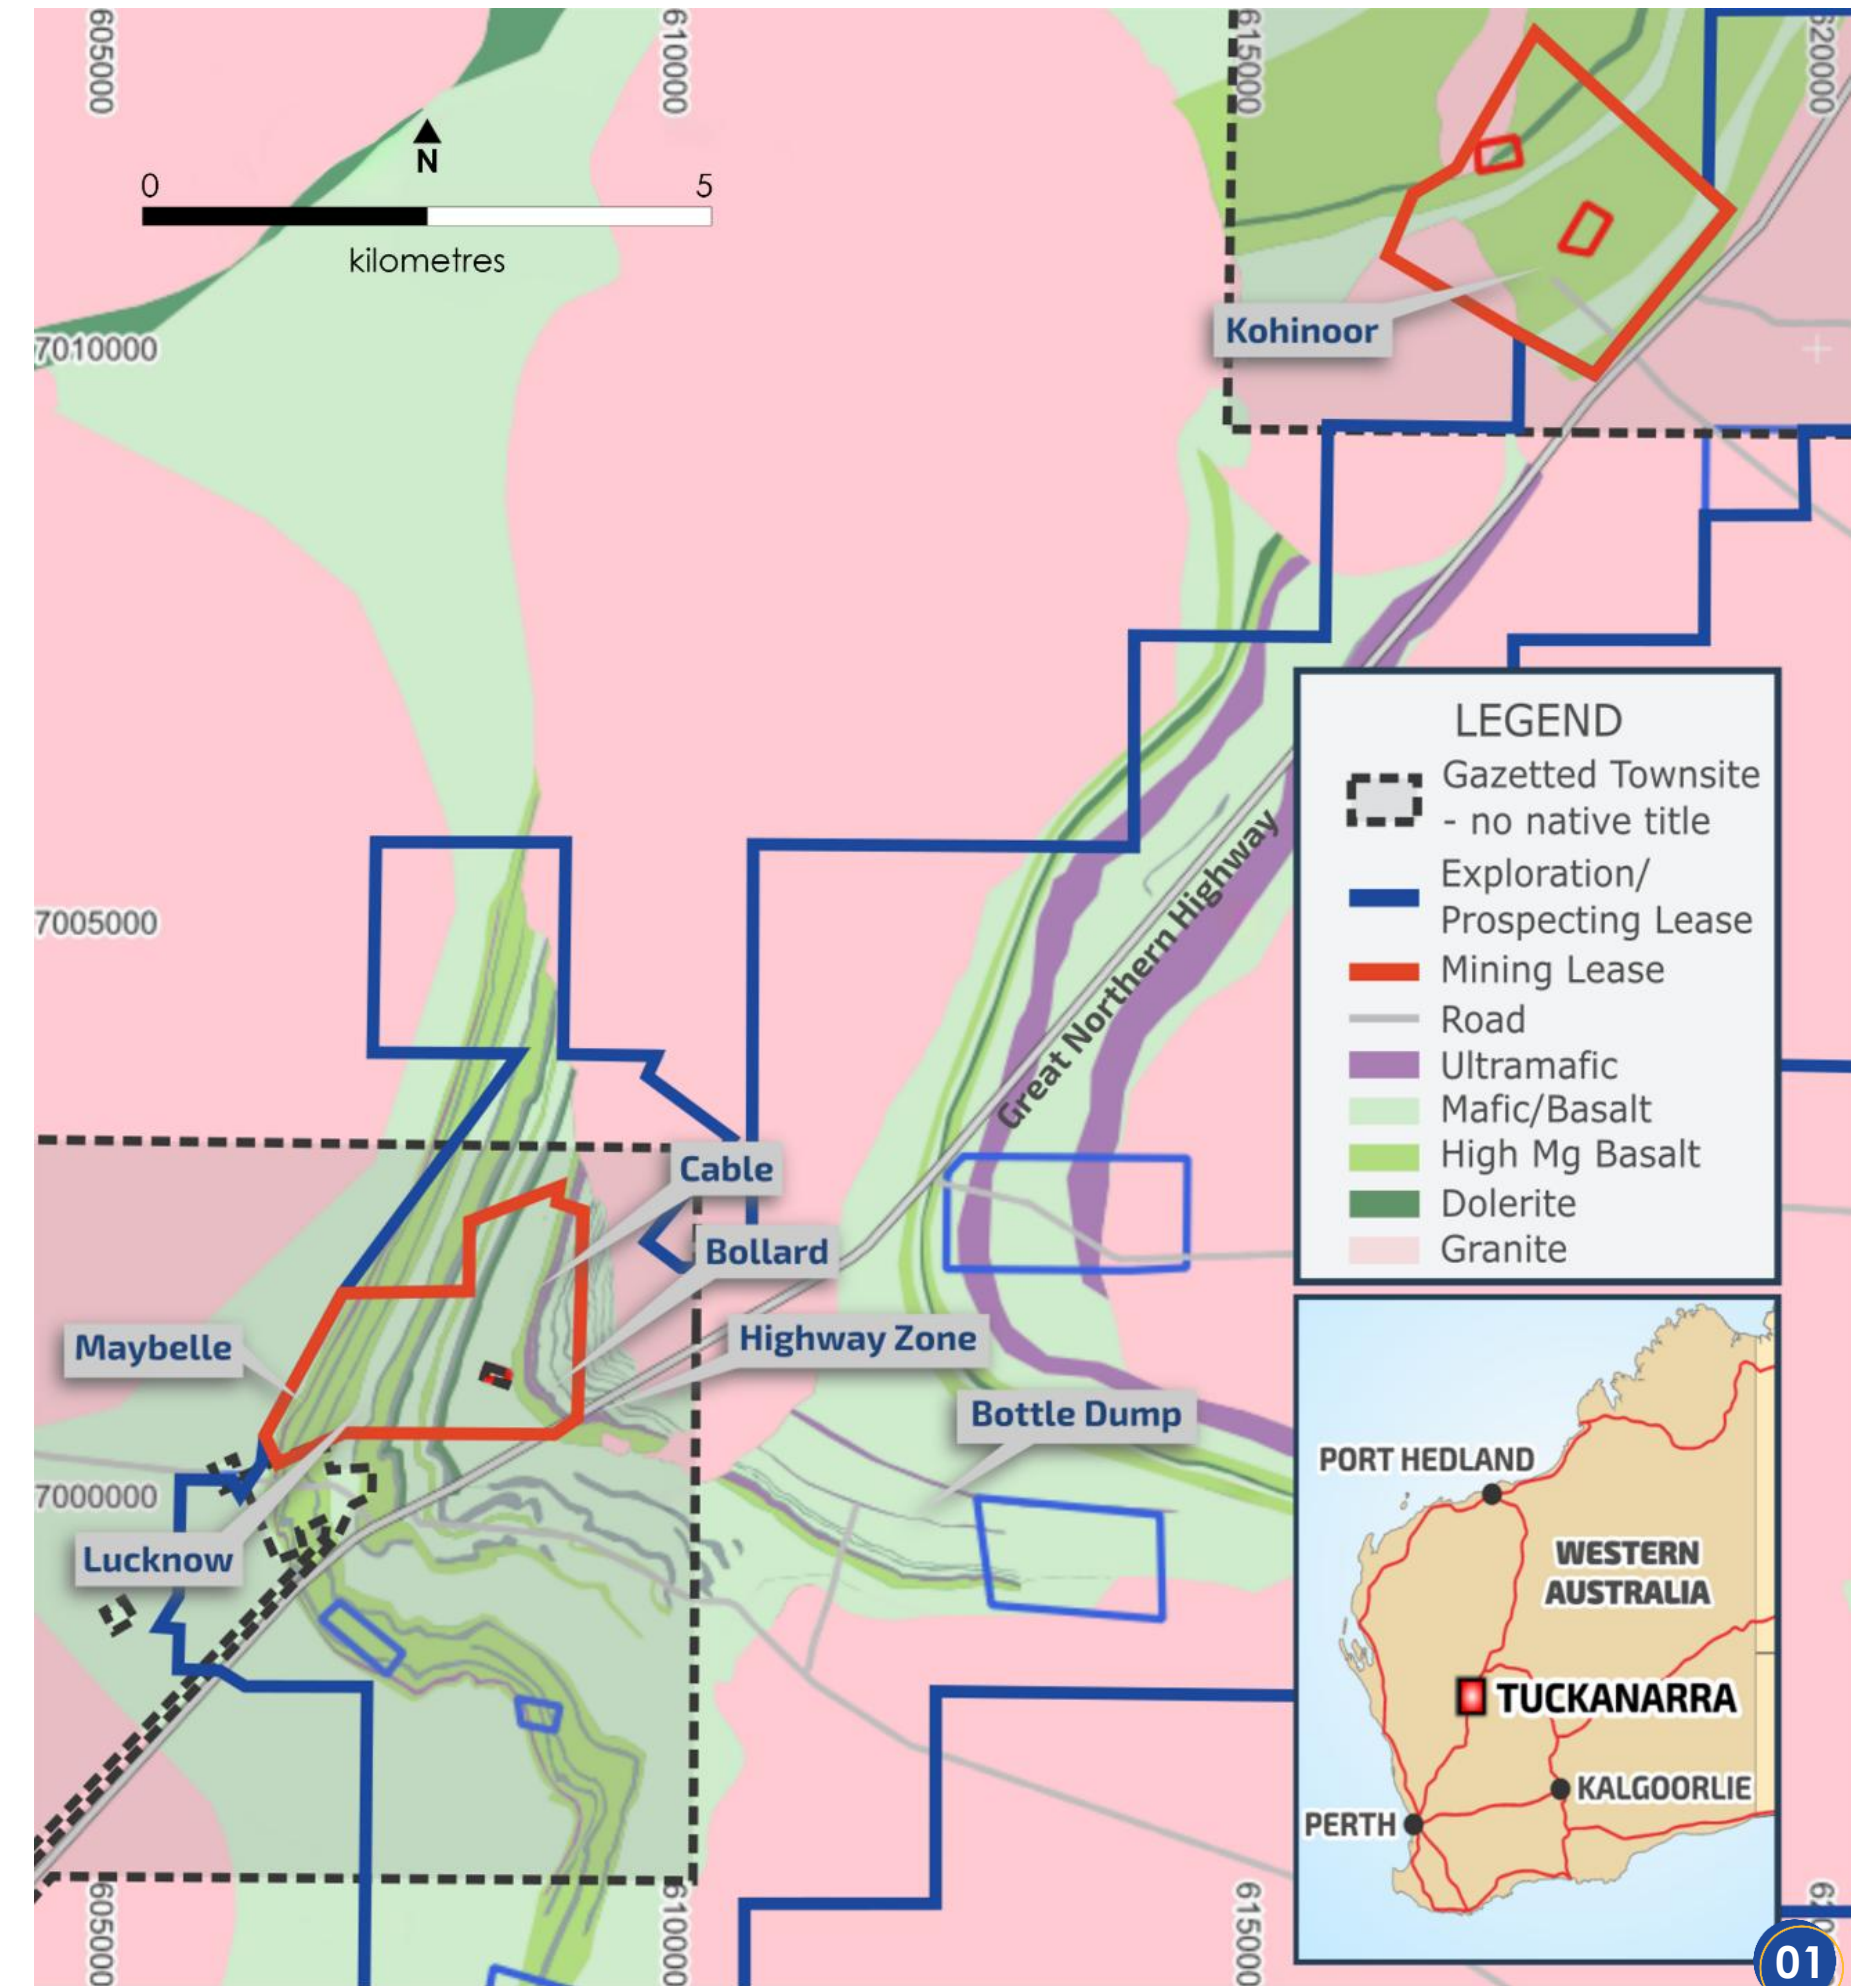 605000
610000
615000
620000
N
0
5
kilometres
Kohinoor
7010000
LEGEND
Gazetted Townsite
- no native title
Exploration/
Prospecting Lease
Mining Lease
Road
Ultramafic
Mafic/Basalt
High Mg Basalt
Dolerite
Granite
Great Northern Highway
7005000
Cable
Bollard
Highway Zone
Maybelle
Bottle Dump
7000000
Lucknow
PORT HEDLAND
WESTERN
AUSTRALIA
TUCKANARRA
KALGOORLIE
PERTH
605000
610000
615000
01